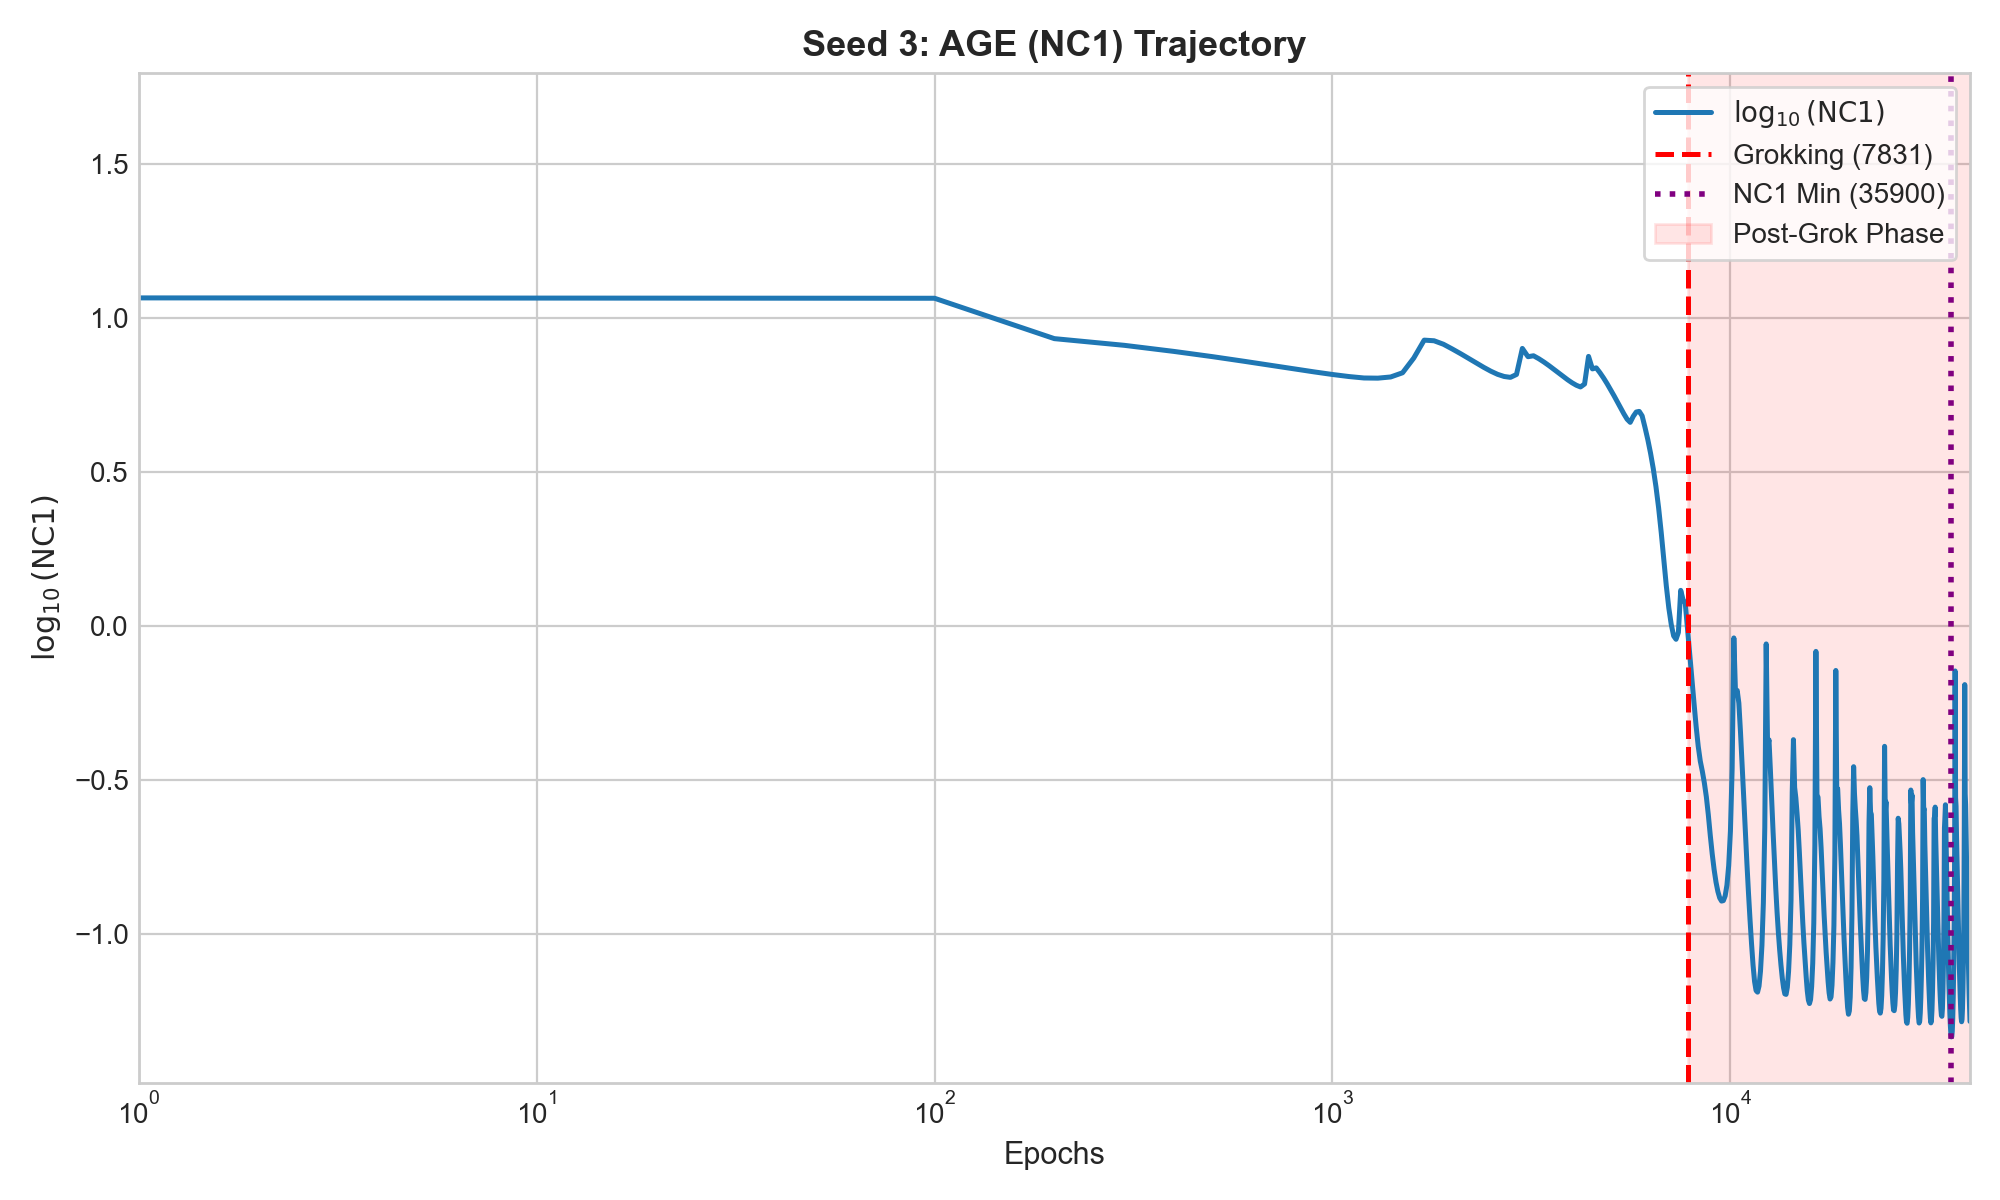 Seed 3: AGE (NC1) Trajectory
log₁₀(NC1)
Grokking (7831)
NC1 Min (35900)
Post-Grok Phase
1.5
1.0
0.5
0.0
−0.5
−1.0
log₁₀(NC1)
10⁰ 10¹ 10² 10³ 10⁴
Epochs